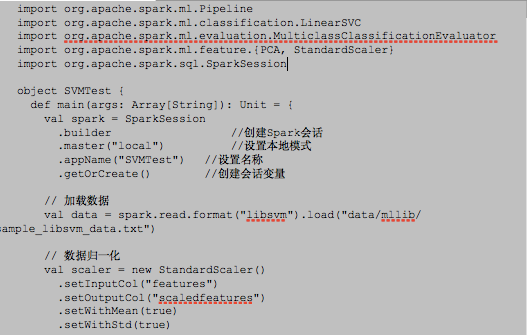 import org.apache.spark.ml.Pipeline
import org.apache.spark.ml.classification.LinearSVC
import org.apache.spark.ml.evaluation.MulticlassClassificationEvaluator
import org.apache.spark.ml.feature.{PCA, StandardScaler}
import org.apache.spark.sql.SparkSession
object SVMTest {
def main(args: Array[String]): Unit = {
val spark = SparkSession
.builder //创建Spark会话
.master("local") //设置本地模式
.appName("SVMTest") //设置名称
.getOrCreate() //创建会话变量
// 加载数据
val data = spark.read.format("libsvm").load("data/mllib/
sample_libsvm_data.txt")
// 数据归一化
val scaler = new StandardScaler()
.setInputCol("features")
.setOutputCol("scaledfeatures")
.setWithMean(true)
.setWithStd(true)